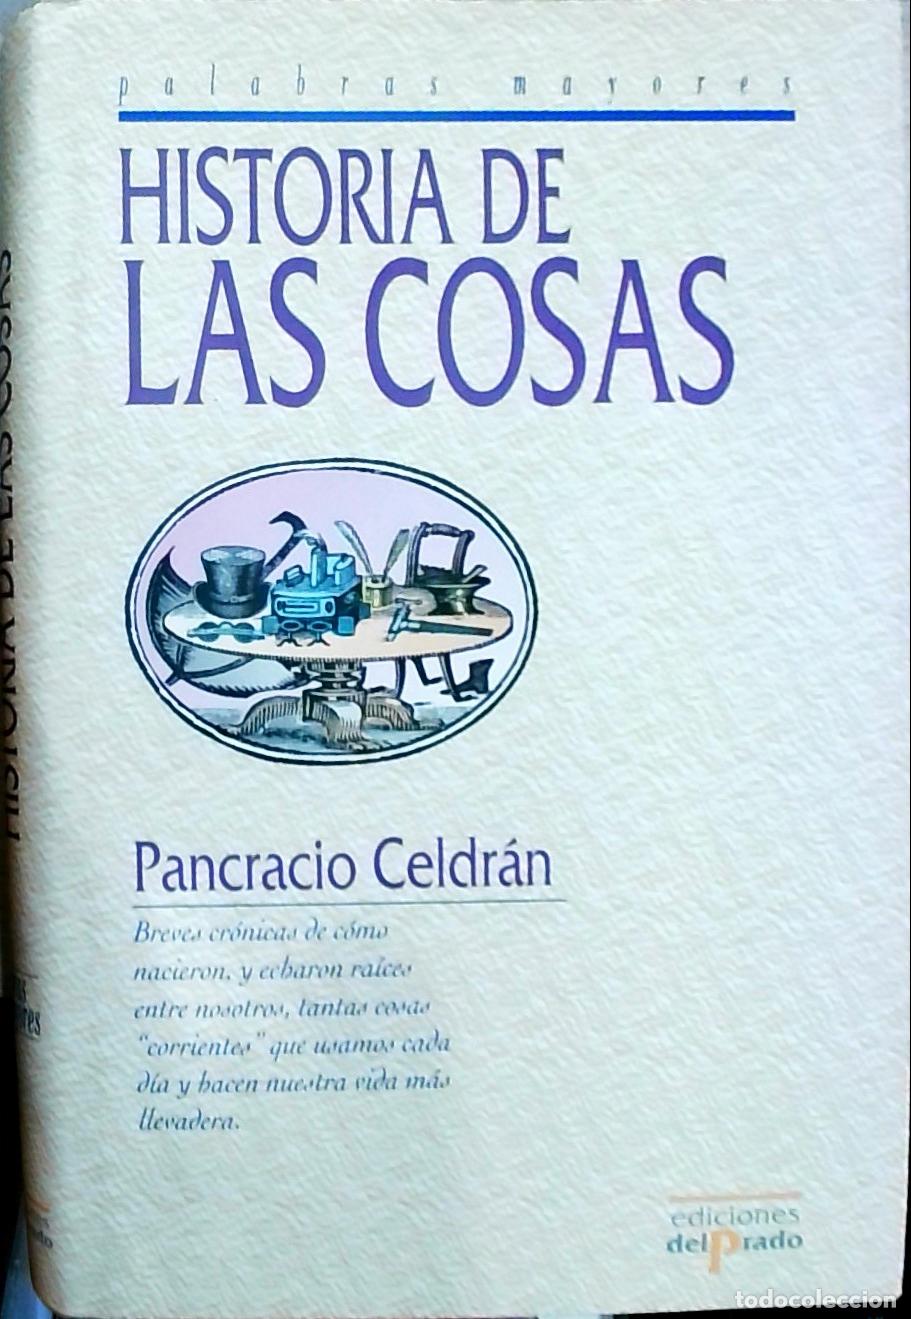 palabras mayores
HISTORIA DE
LAS COSAS
Pancracio Celdrán
Breves crónicas de cómo
nacieron, y echaron raíces
entre nosotros, tantas cosas
"corrientes" que usamos cada
día y hacen nuestra vida más
llevadera.
ediciones
delPrado
HISTORIA DE LAS COSAS
todocoleccion